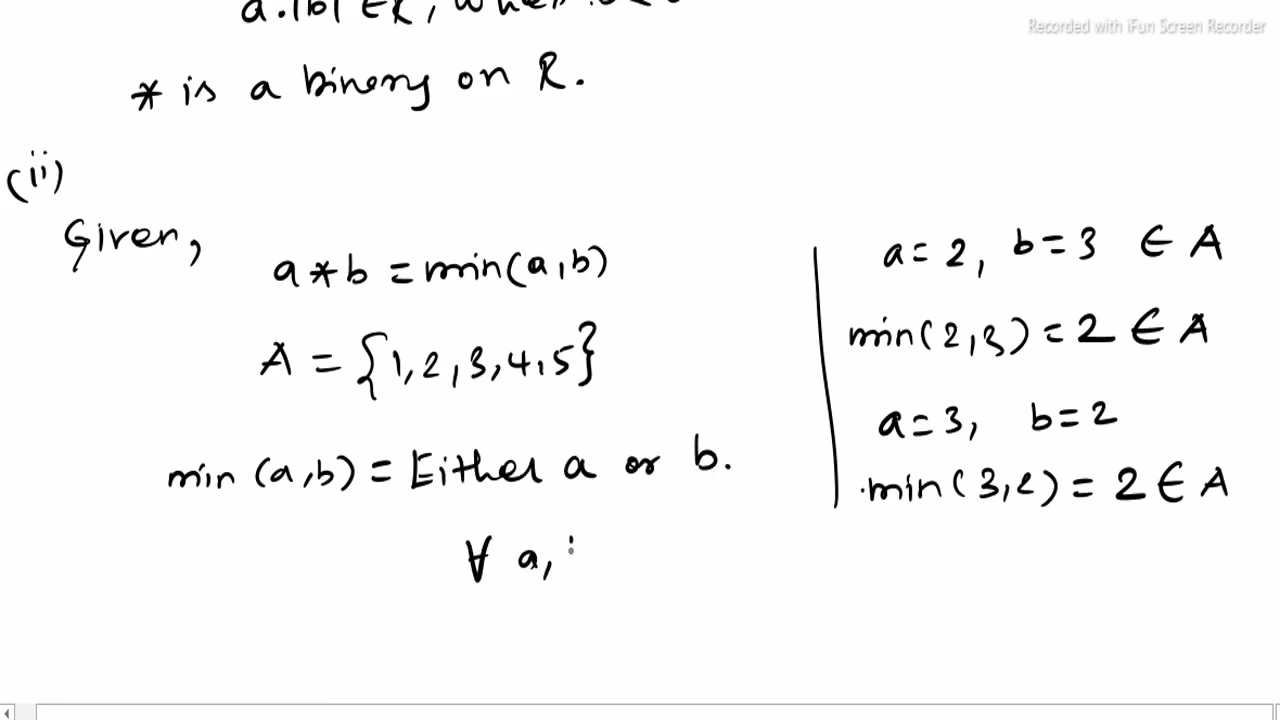 Recorded with iFun Screen Recorder
a.|b| ∈ R,
* is a binery on R.
(ii)
Given,
a * b = min(a,b)
A = {1,2,3,4,5}
min (a,b) = Either a or b.
∀ a,
a = 2, b = 3 ∈ A
min(2,3) = 2 ∈ A
a = 3, b = 2
min(3,2) = 2 ∈ A